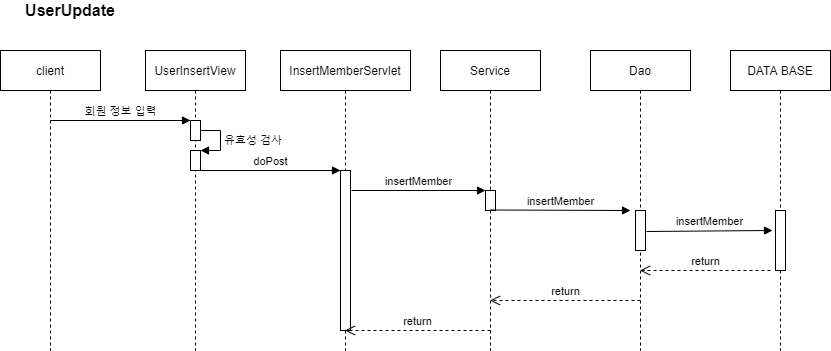 UserUpdate
client
UserInsertView
InsertMemberServlet
Service
Dao
DATA BASE
회원 정보 입력
유효성 검사
doPost
insertMember
insertMember
insertMember
return
return
return